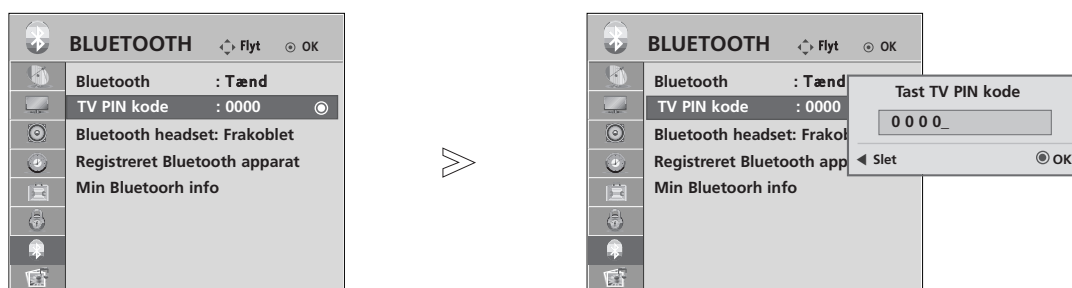 BLUETOOTH Flyt OK
Bluetooth : Tænd
TV PIN kode : 0000
Bluetooth headset: Frakoblet
Registreret Bluetooth apparat
Min Bluetoorh info
BLUETOOTH Flyt OK
Bluetooth : Tænd
TV PIN kode : 0000
Bluetooth headset: Frakob
Registreret Bluetooth app
Min Bluetoorh info
Tast TV PIN kode
0 0 0 0_
Slet OK